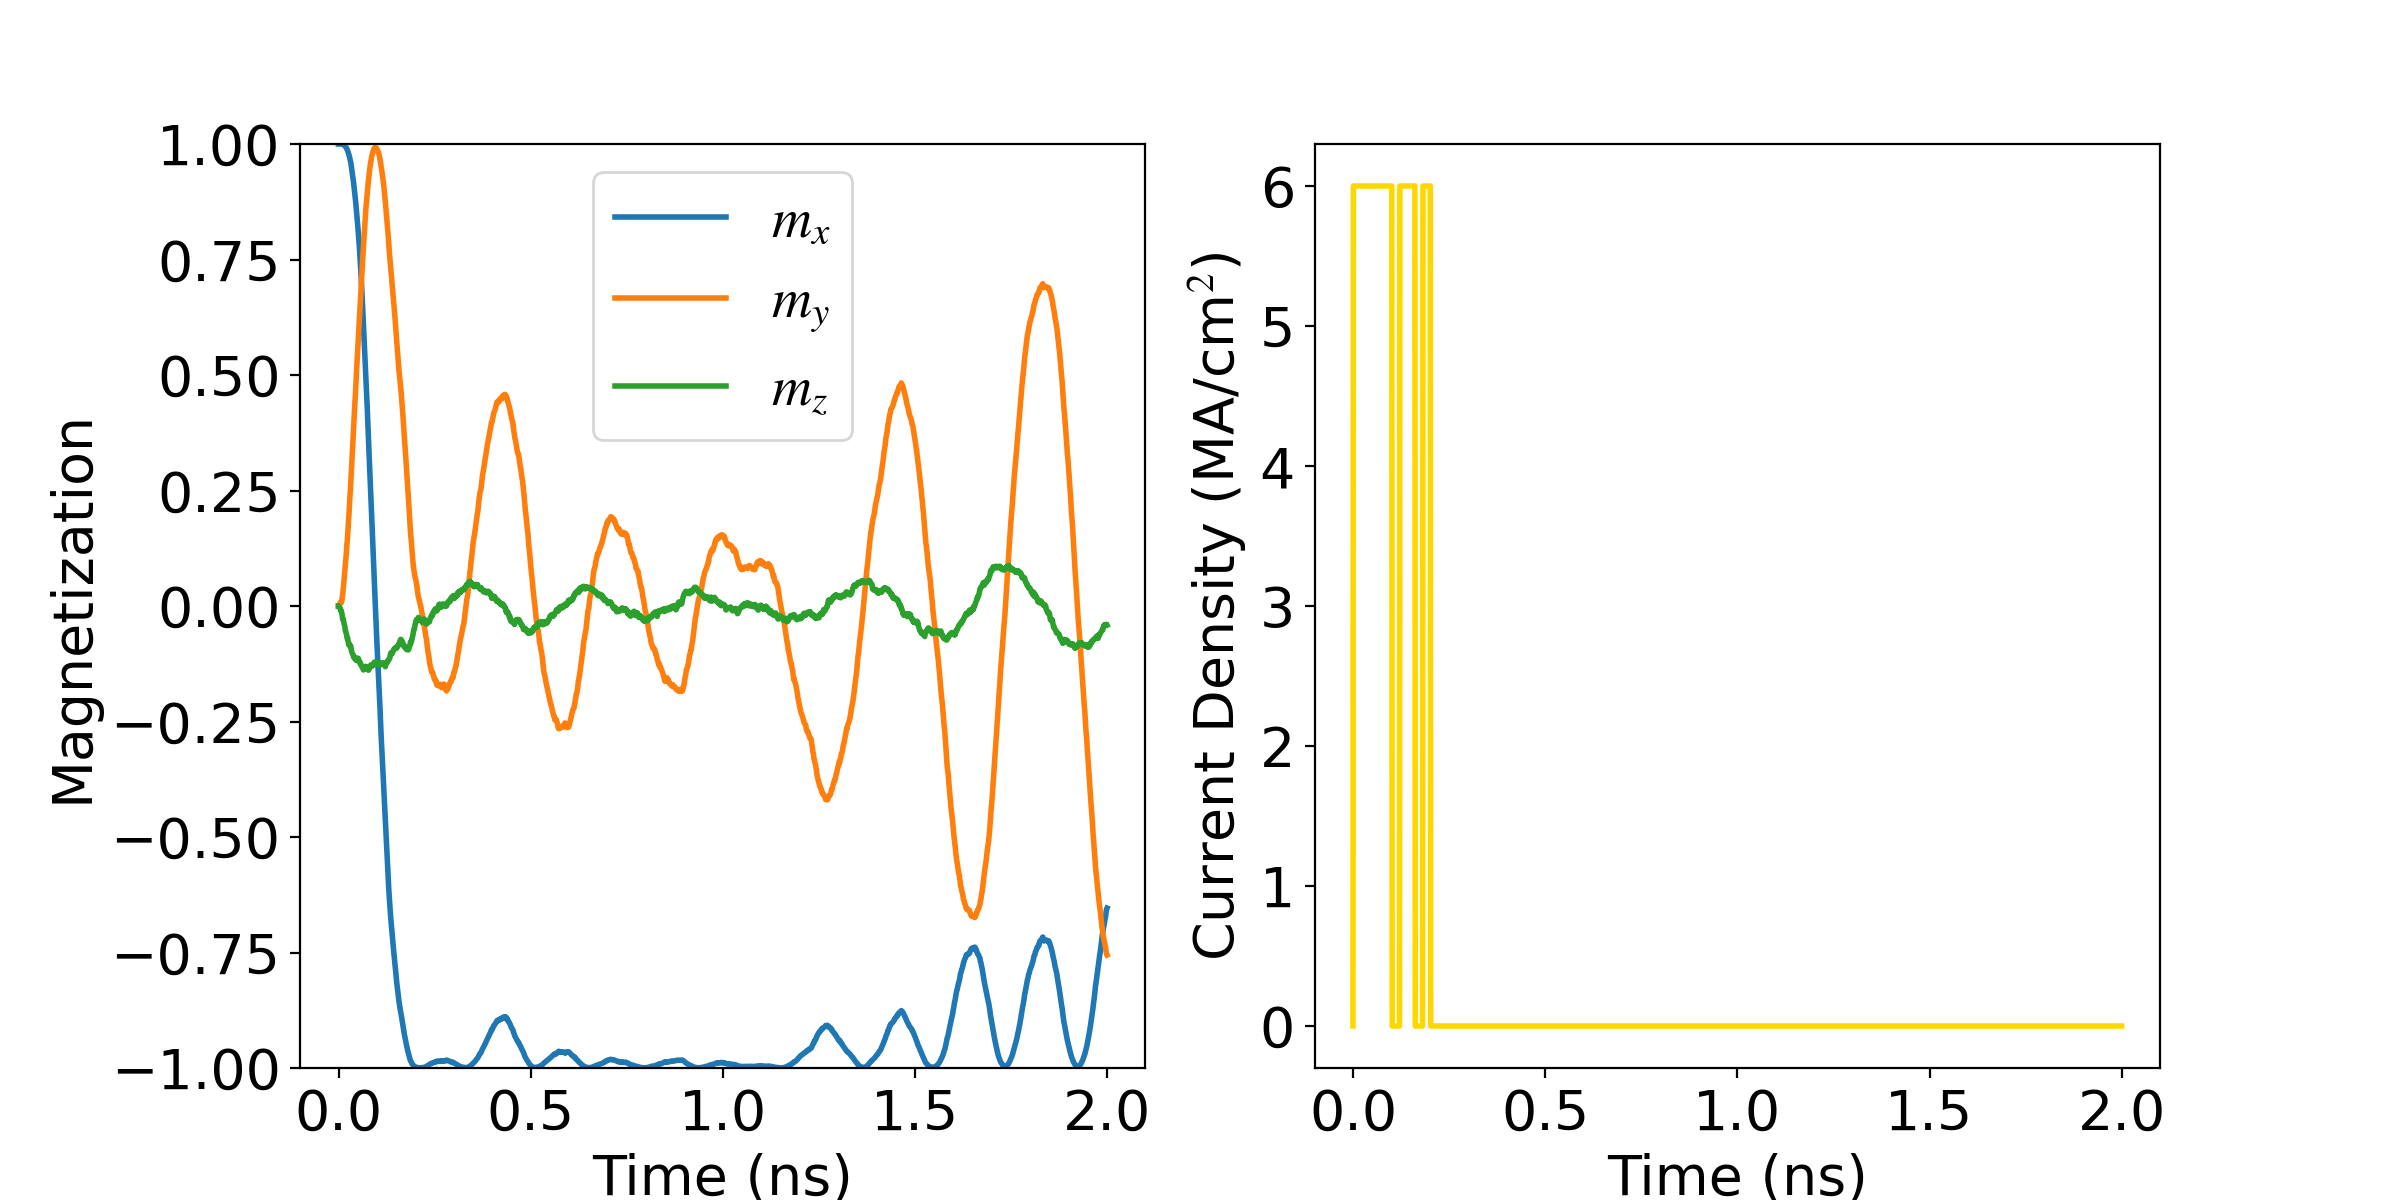 Magnetization
1.00
0.75
0.50
0.25
0.00
−0.25
−0.50
−0.75
−1.00
0.0 0.5 1.0 1.5 2.0
Time (ns)
m_x
m_y
m_z
Current Density (MA/cm²)
6
5
4
3
2
1
0
0.0 0.5 1.0 1.5 2.0
Time (ns)